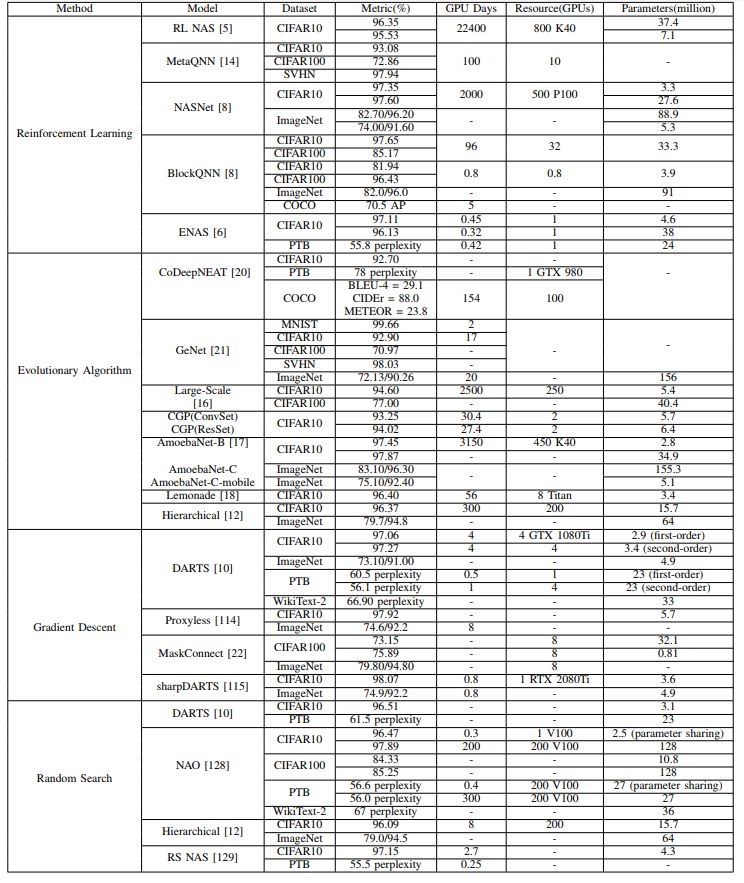 Method Model Dataset Metric(%) GPU Days Resource(GPUs) Parameters(million)
Reinforcement Learning RL NAS [5] CIFAR10 96.35 22400 800 K40 37.4
95.53 7.1
MetaQNN [14] CIFAR10 93.08 100 10 -
CIFAR100 72.86
SVHN 97.94
NASNet [8] CIFAR10 97.35 2000 500 P100 3.3
97.60 27.6
ImageNet 82.70/96.20 - - 88.9
74.00/91.60 5.3
BlockQNN [8] CIFAR10 97.65 96 32 33.3
CIFAR100 85.17
CIFAR10 81.94 0.8 0.8 3.9
CIFAR100 96.43
ImageNet 82.0/96.0 - - 91
COCO 70.5 AP 5 - -
ENAS [6] CIFAR10 97.11 0.45 1 4.6
96.13 0.32 1 38
PTB 55.8 perplexity 0.42 1 24
Evolutionary Algorithm CoDeepNEAT [20] CIFAR10 92.70 - - -
PTB 78 perplexity - 1 GTX 980
COCO BLEU-4 = 29.1 154 100
CIDEr = 88.0
METEOR = 23.8
GeNet [21] MNIST 99.66 2 - -
CIFAR10 92.90 17
CIFAR100 70.97 -
SVHN 98.03 -
ImageNet 72.13/90.26 20 - 156
Large-Scale CIFAR10 94.60 2500 250 5.4
[16] CIFAR100 77.00 - - 40.4
CGP(ConvSet) CIFAR10 93.25 30.4 2 5.7
CGP(ResSet) 94.02 27.4 2 6.4
AmoebaNet-B [17] CIFAR10 97.45 3150 450 K40 2.8
97.87 34.9
AmoebaNet-C ImageNet 83.10/96.30 - - 155.3
AmoebaNet-C-mobile ImageNet 75.10/92.40 5.1
Lemonade [18] CIFAR10 96.40 56 8 Titan 3.4
Hierarchical [12] CIFAR10 96.37 300 200 15.7
ImageNet 79.7/94.8 - - 64
Gradient Descent DARTS [10] CIFAR10 97.06 4 4 GTX 1080Ti 2.9 (first-order)
97.27 4 4 3.4 (second-order)
ImageNet 73.10/91.00 - - 4.9
PTB 60.5 perplexity 0.5 1 23 (first-order)
56.1 perplexity 1 4 23 (second-order)
WikiText-2 66.90 perplexity - - 33
Proxyless [114] CIFAR10 97.92 - - 5.7
ImageNet 74.6/92.2 8 - -
MaskConnect [22] CIFAR100 73.15 - 8 32.1
75.89 - 8 0.81
ImageNet 79.80/94.80 - 8 -
sharpDARTS [115] CIFAR10 98.07 0.8 1 RTX 2080Ti 3.6
ImageNet 74.9/92.2 0.8 - 4.9
Random Search DARTS [10] CIFAR10 96.51 - - 3.1
PTB 61.5 perplexity - - 23
NAO [128] CIFAR10 96.47 0.3 1 V100 2.5 (parameter sharing)
97.89 200 200 V100 128
CIFAR100 84.33 - - 10.8
85.25 - - 128
PTB 56.6 perplexity 0.4 200 V100 27 (parameter sharing)
56.0 perplexity 300 200 V100 27
WikiText-2 67 perplexity - - 36
Hierarchical [12] CIFAR10 96.09 8 200 15.7
ImageNet 79.0/94.5 - - 64
RS NAS [129] CIFAR10 97.15 2.7 - 4.3
PTB 55.5 perplexity 0.25 - -